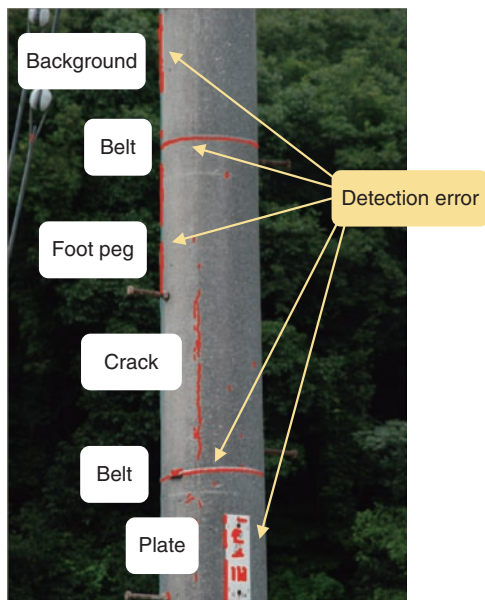 Background
Belt
Detection error
Foot peg
Crack
Belt
Plate